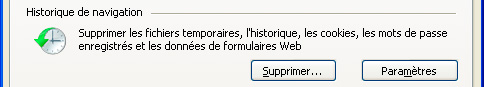 Historique de navigation
Supprimer les fichiers temporaires, l'historique, les cookies, les mots de passe
enregistrés et les données de formulaires Web
Supprimer... Paramètres